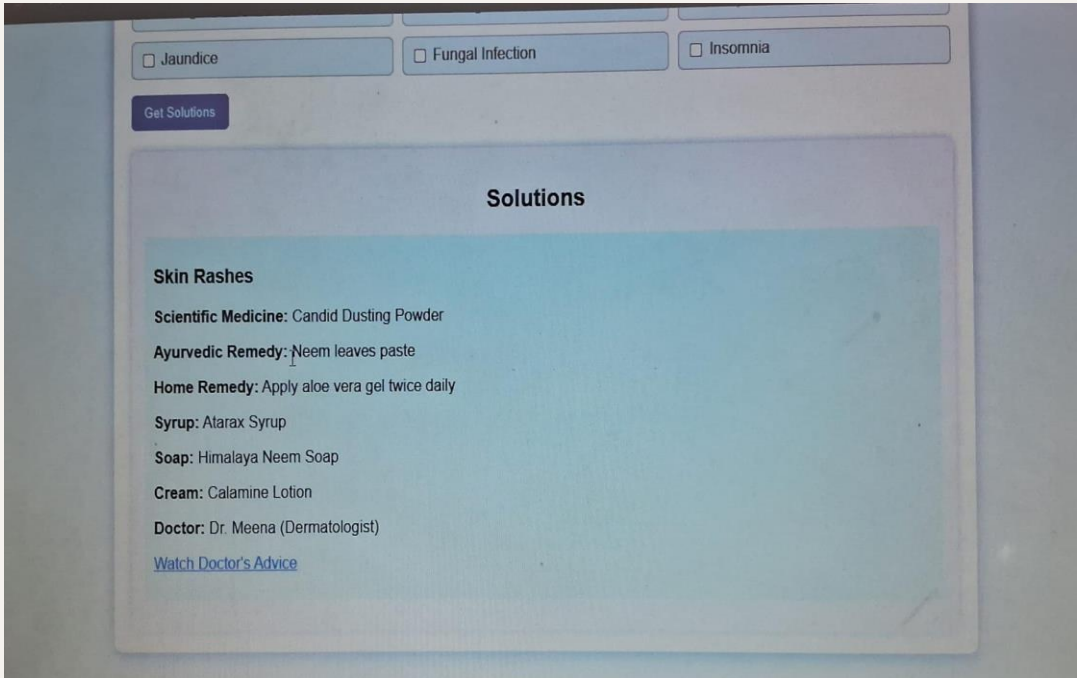 Jaundice
Fungal Infection
Insomnia
Get Solutions
Solutions
Skin Rashes
Scientific Medicine: Candid Dusting Powder
Ayurvedic Remedy: Neem leaves paste
Home Remedy: Apply aloe vera gel twice daily
Syrup: Atarax Syrup
Soap: Himalaya Neem Soap
Cream: Calamine Lotion
Doctor: Dr. Meena (Dermatologist)
Watch Doctor's Advice